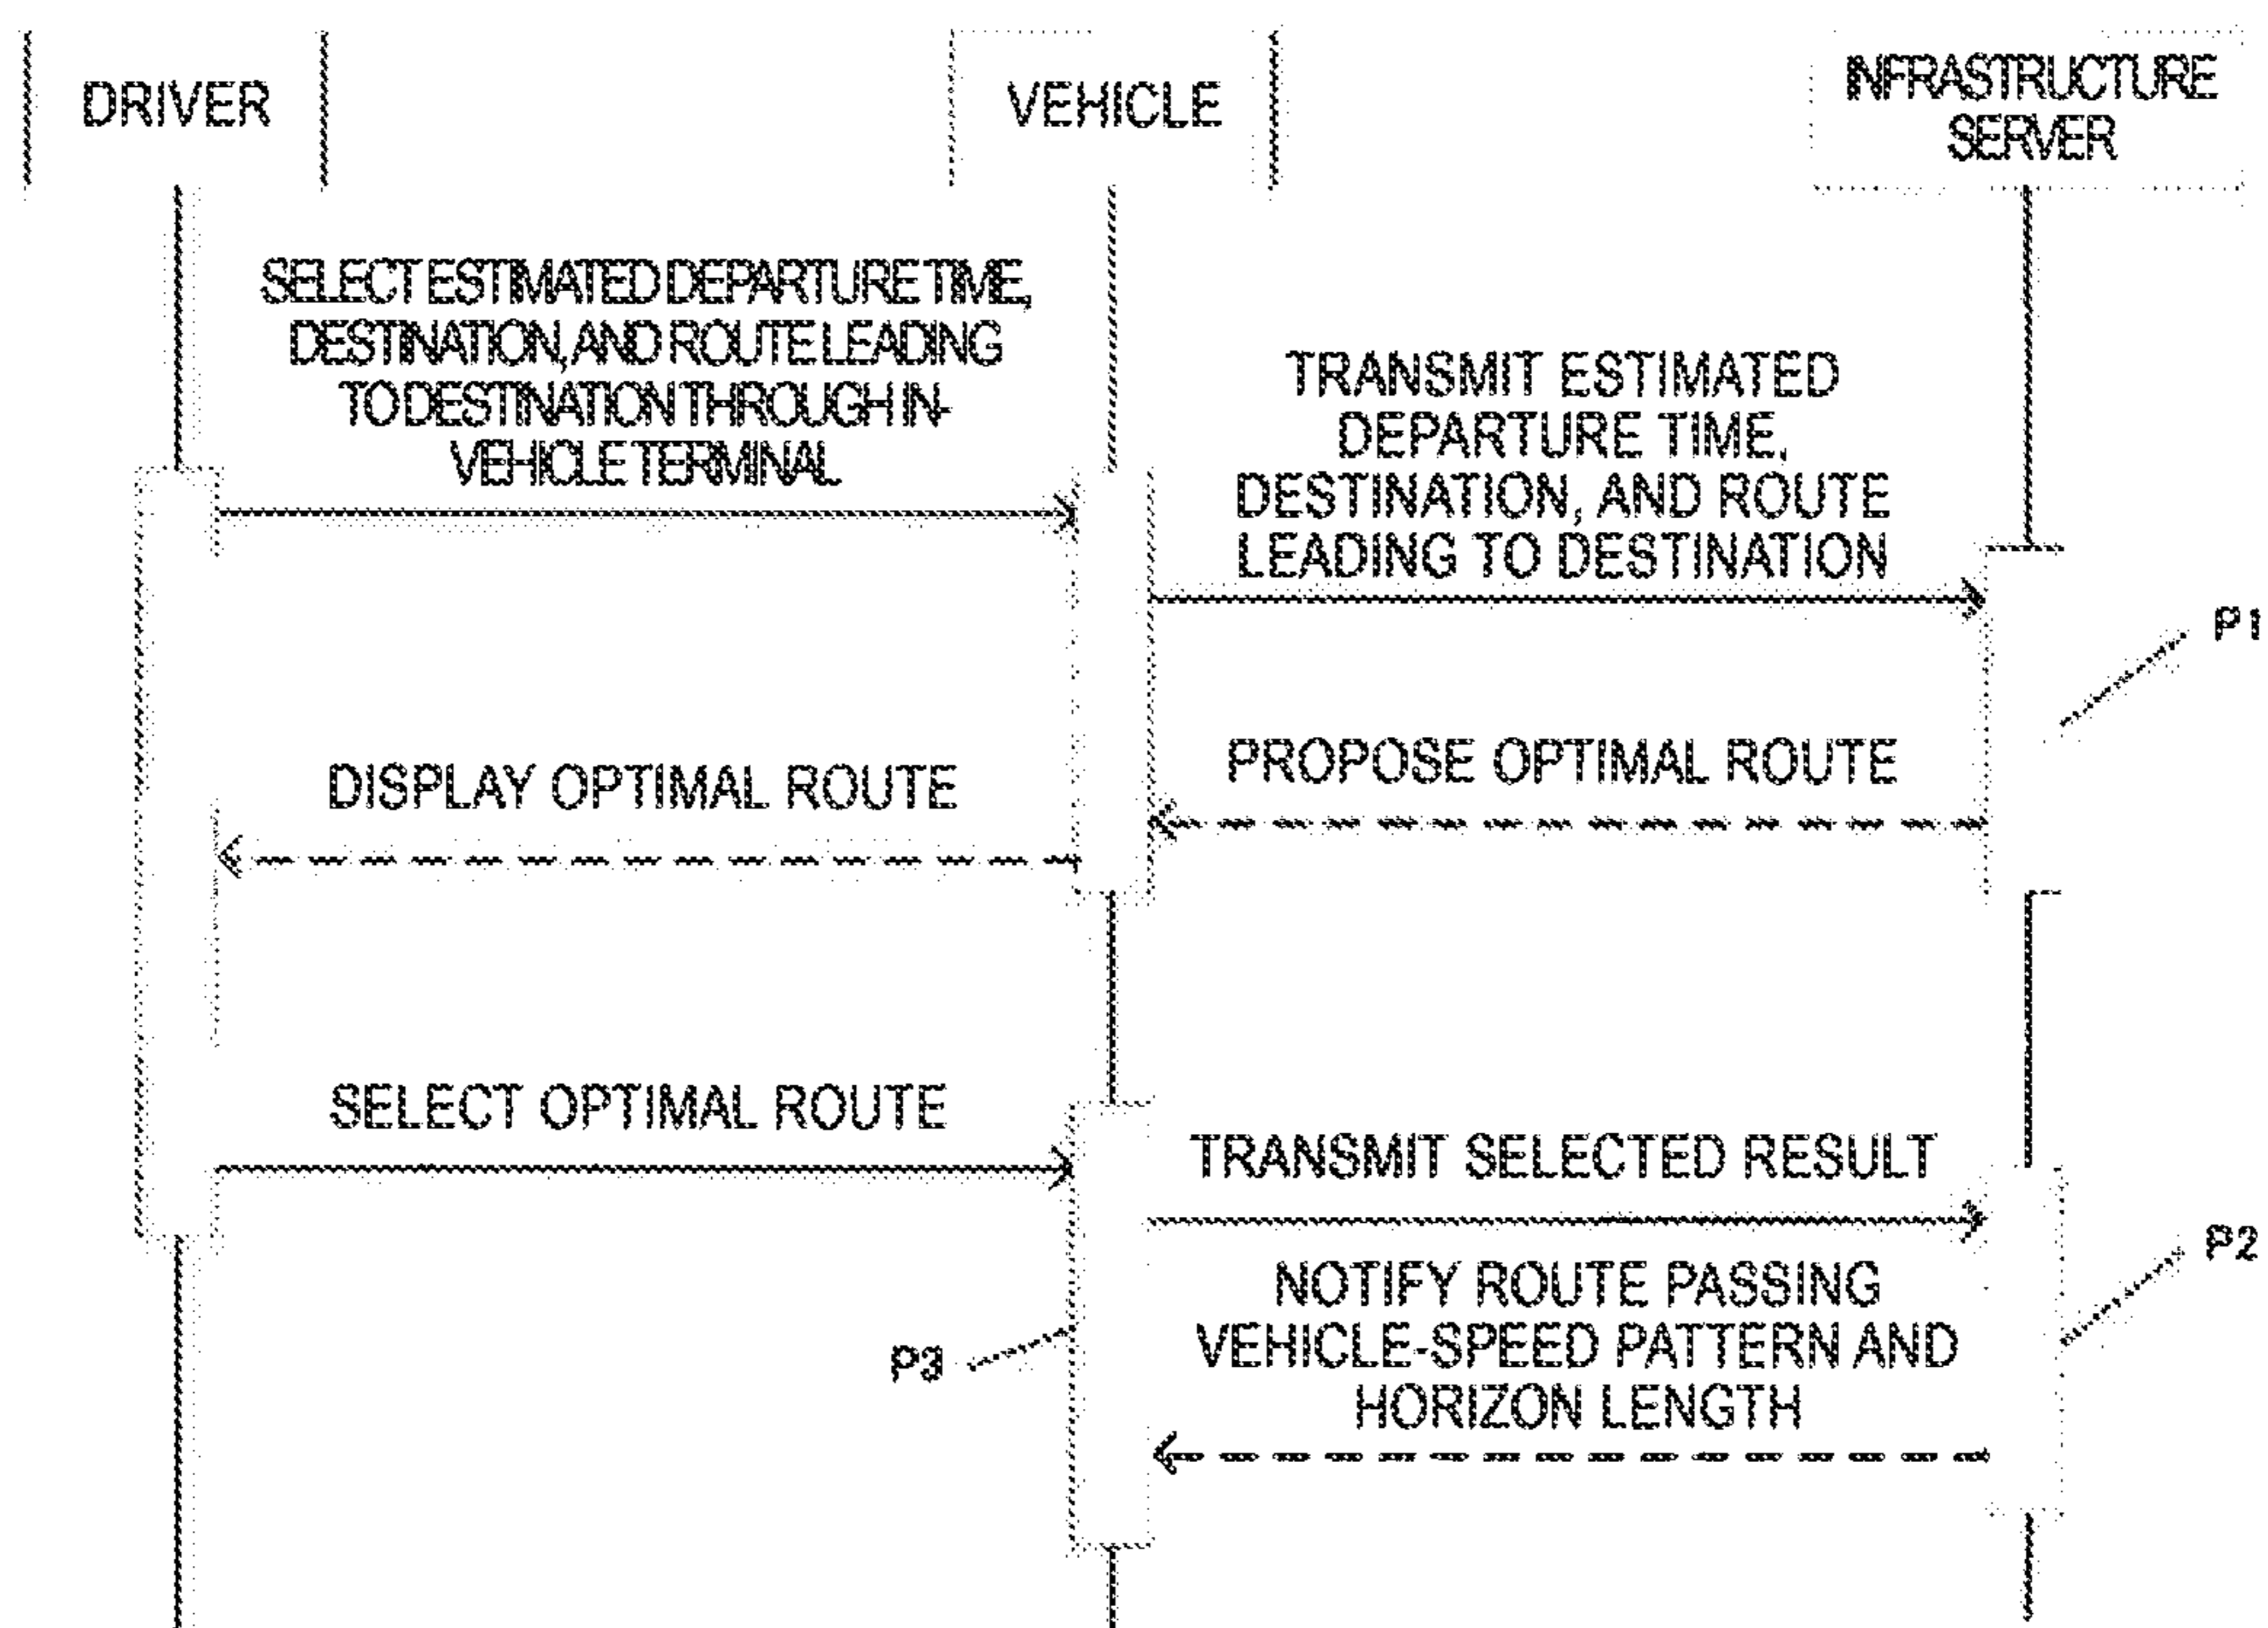 DRIVER
VEHICLE
INFRASTRUCTURE
SERVER
SELECT ESTIMATED DEPARTURE TIME,
DESTINATION, AND ROUTE LEADING
TO DESTINATION THROUGH IN-
VEHICLE TERMINAL
TRANSMIT ESTIMATED
DEPARTURE TIME,
DESTINATION, AND ROUTE
LEADING TO DESTINATION
P1
PROPOSE OPTIMAL ROUTE
DISPLAY OPTIMAL ROUTE
SELECT OPTIMAL ROUTE
TRANSMIT SELECTED RESULT
P2
NOTIFY ROUTE PASSING
VEHICLE-SPEED PATTERN AND
HORIZON LENGTH
P3